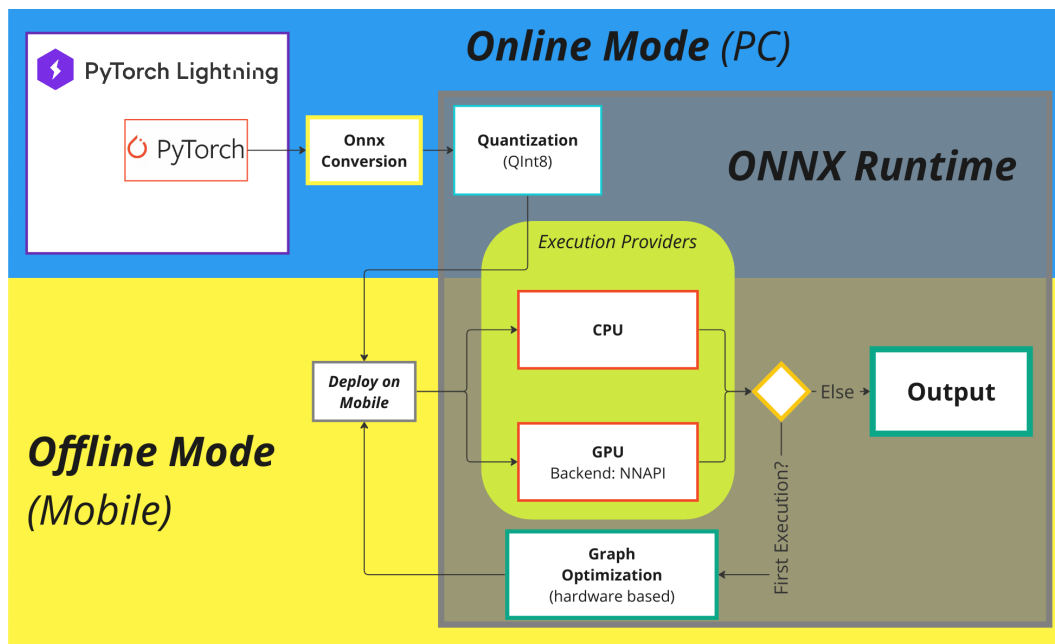 Online Mode (PC)
PyTorch Lightning
PyTorch
Onnx
Conversion
Quantization
(QInt8)
ONNX Runtime
Execution Providers
CPU
Deploy on
Mobile
Else
Output
Offline Mode
(Mobile)
GPU
Backend: NNAPI
First Execution?
Graph
Optimization
(hardware based)